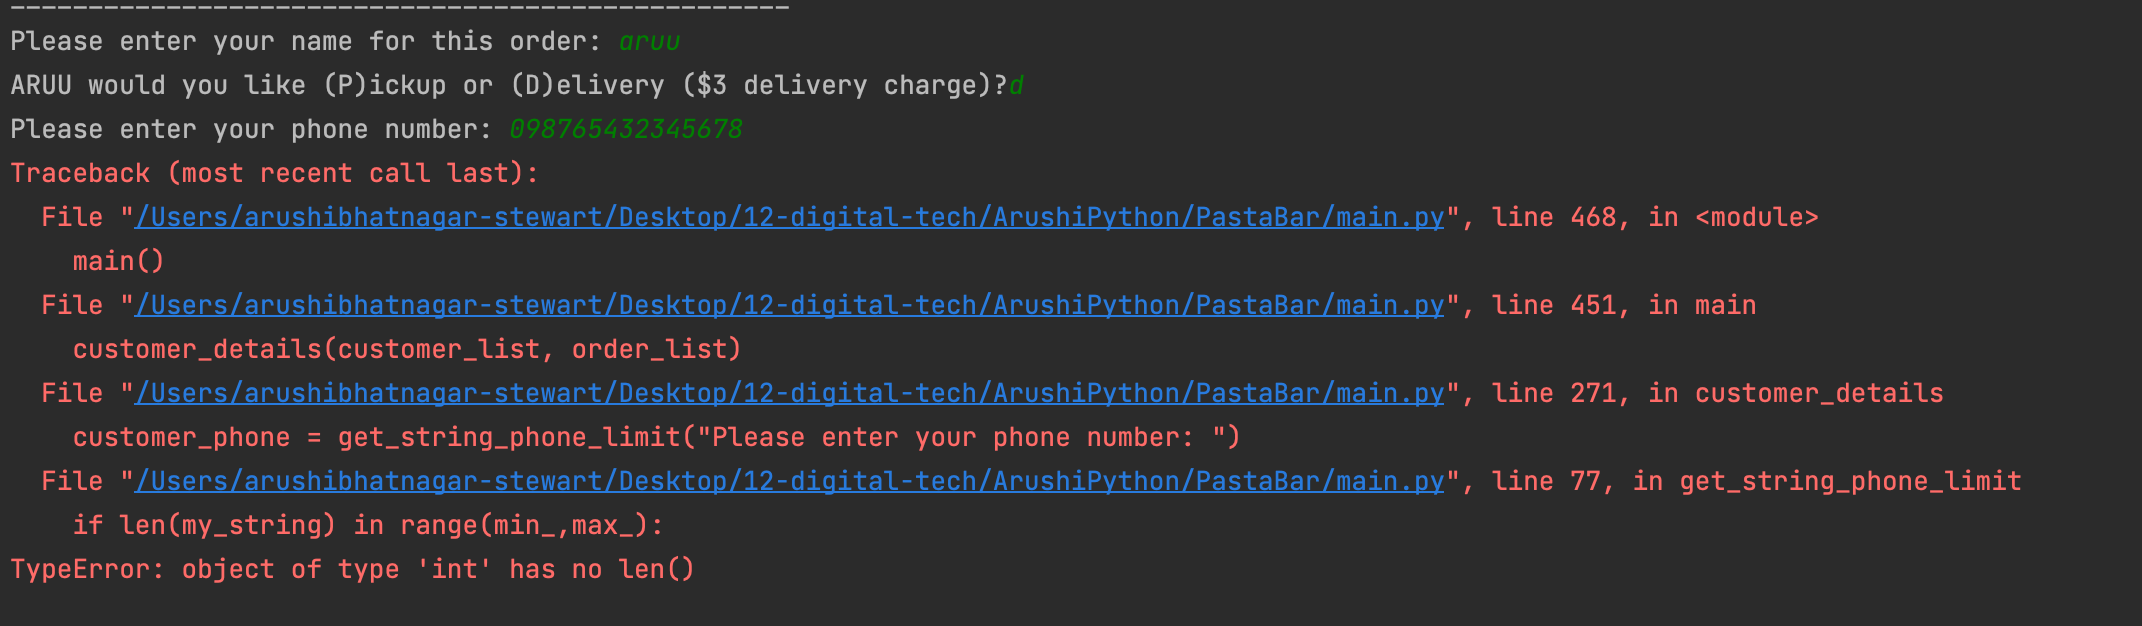 --------------------------------------------------
Please enter your name for this order: aruu
ARUU would you like (P)ickup or (D)elivery ($3 delivery charge)?d
Please enter your phone number: 098765432345678
Traceback (most recent call last):
  File "/Users/arushibhatnagar-stewart/Desktop/12-digital-tech/ArushiPython/PastaBar/main.py", line 468, in <module>
    main()
  File "/Users/arushibhatnagar-stewart/Desktop/12-digital-tech/ArushiPython/PastaBar/main.py", line 451, in main
    customer_details(customer_list, order_list)
  File "/Users/arushibhatnagar-stewart/Desktop/12-digital-tech/ArushiPython/PastaBar/main.py", line 271, in customer_details
    customer_phone = get_string_phone_limit("Please enter your phone number: ")
  File "/Users/arushibhatnagar-stewart/Desktop/12-digital-tech/ArushiPython/PastaBar/main.py", line 77, in get_string_phone_limit
    if len(my_string) in range(min_,max_):
TypeError: object of type 'int' has no len()